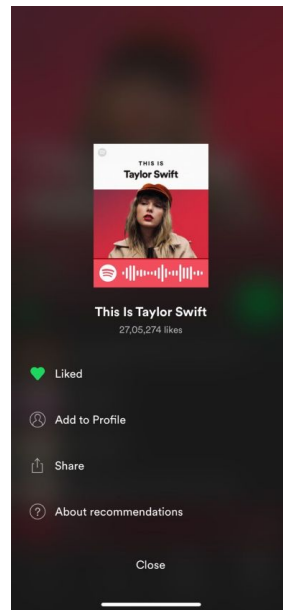 THIS IS
Taylor Swift
This Is Taylor Swift
27,05,274 likes
Liked
Add to Profile
Share
? About recommendations
Close